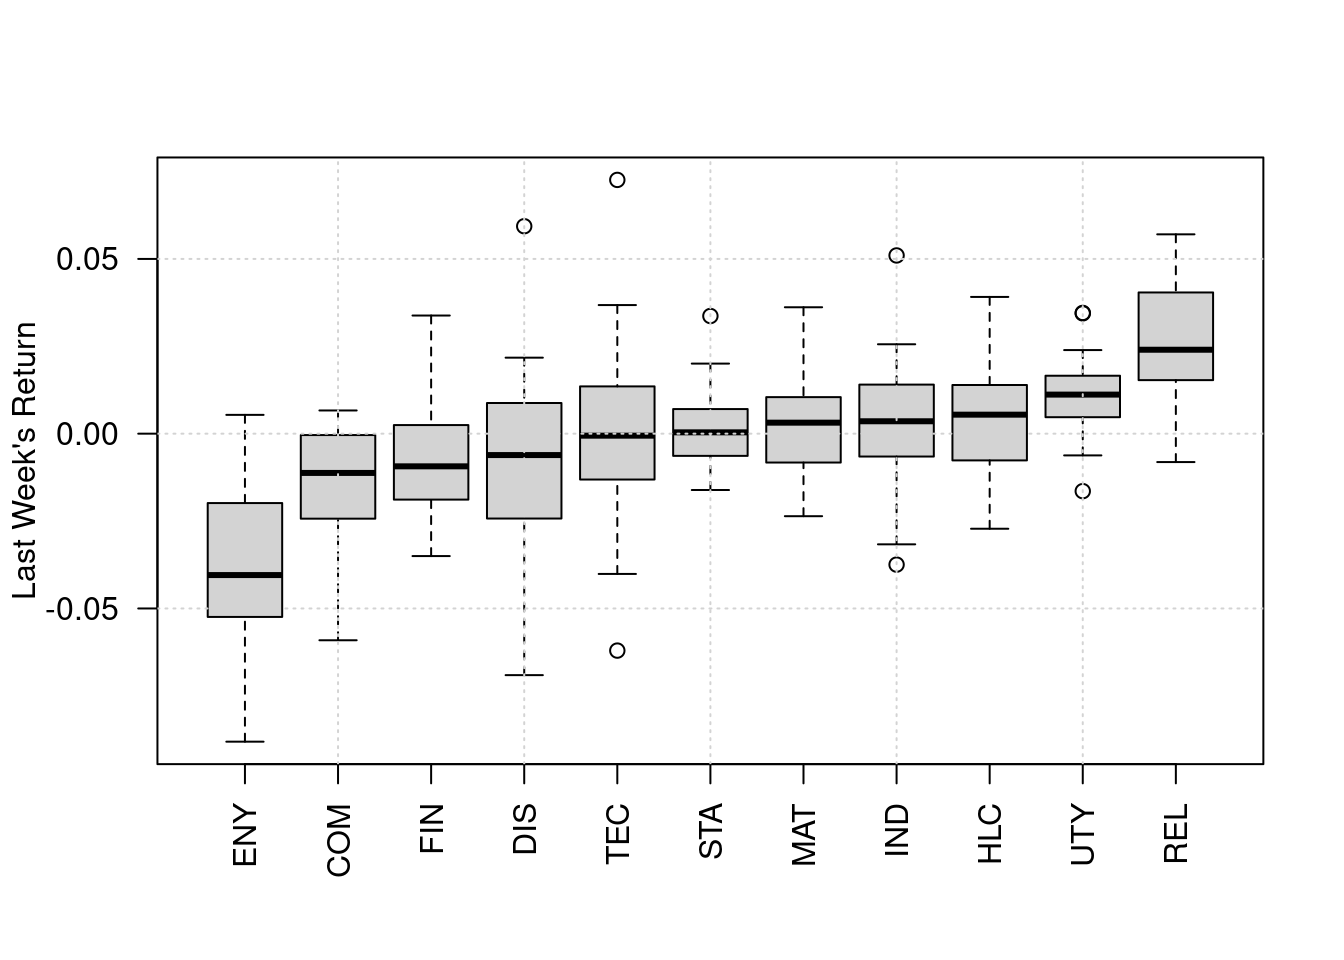 Last Week's Return
0.05
0.00
-0.05
ENY
COM
FIN
DIS
TEC
STA
MAT
IND
HLC
UTY
REL